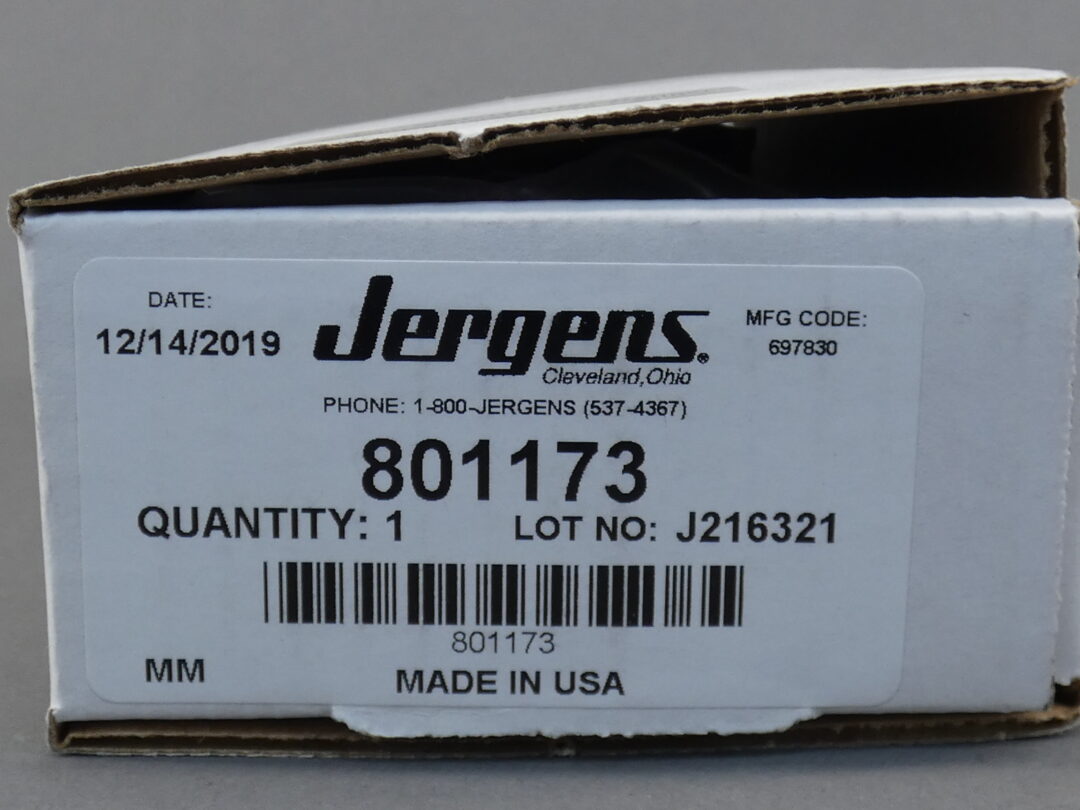 DATE:
12/14/2019
Jergens®
Cleveland, Ohio
MFG CODE:
697830
PHONE: 1-800-JERGENS (537-4367)
801173
QUANTITY: 1 LOT NO: J216321
801173
MM
MADE IN USA